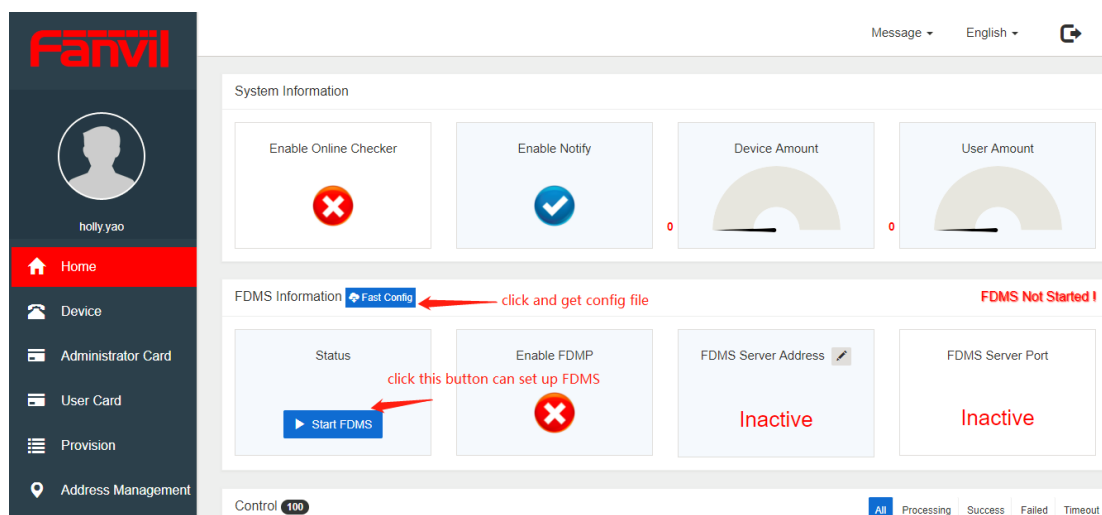 Fanvil
Message English
System Information
Enable Online Checker Enable Notify Device Amount User Amount
0 0
holly.yao
Home
FDMS Information Fast Config click and get config file FDMS Not Started !
Device
Administrator Card
Status Enable FDMP FDMS Server Address FDMS Server Port
click this button can set up FDMS
User Card
Start FDMS Inactive Inactive
Provision
Address Management
Control 100 All Processing Success Failed Timeout